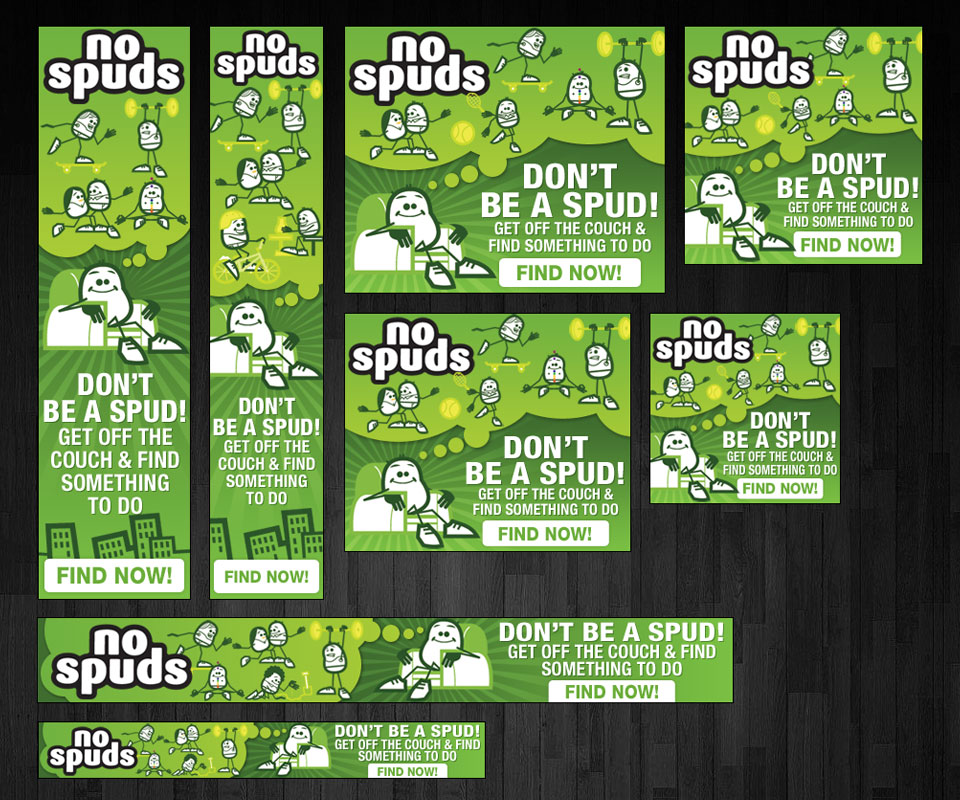 no
spuds
DON'T
BE A SPUD!
GET OFF THE
COUCH & FIND
SOMETHING
TO DO
FIND NOW!
no
spuds
DON'T
BE A SPUD!
GET OFF THE
COUCH & FIND
SOMETHING
TO DO
FIND NOW!
no
spuds
DON'T
BE A SPUD!
GET OFF THE COUCH &
FIND SOMETHING TO DO
FIND NOW!
no
spuds
DON'T
BE A SPUD!
GET OFF THE COUCH &
FIND SOMETHING TO DO
FIND NOW!
no
spuds
DON'T
BE A SPUD!
GET OFF THE COUCH &
FIND SOMETHING TO DO
FIND NOW!
no
spuds
DON'T
BE A SPUD!
GET OFF THE COUCH &
FIND SOMETHING TO DO
FIND NOW!
no
spuds
DON'T BE A SPUD!
GET OFF THE COUCH & FIND
SOMETHING TO DO
FIND NOW!
no
spuds
DON'T BE A SPUD!
GET OFF THE COUCH & FIND
SOMETHING TO DO
FIND NOW!